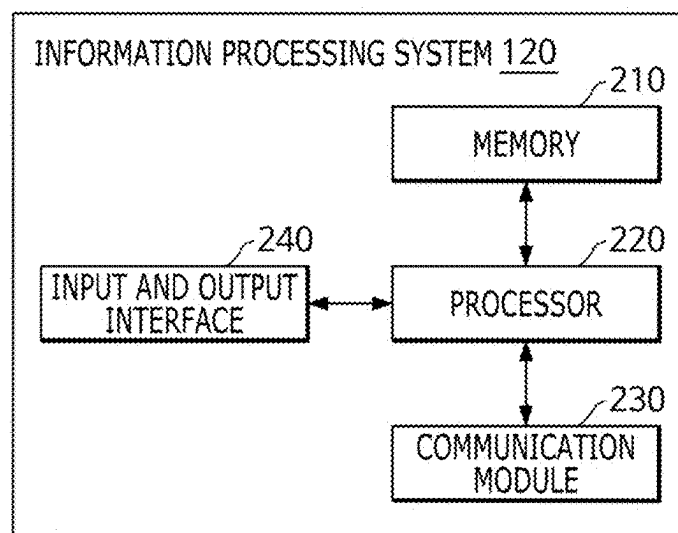 INFORMATION PROCESSING SYSTEM 120
210
MEMORY
240
220
INPUT AND OUTPUT
INTERFACE
PROCESSOR
230
COMMUNICATION
MODULE